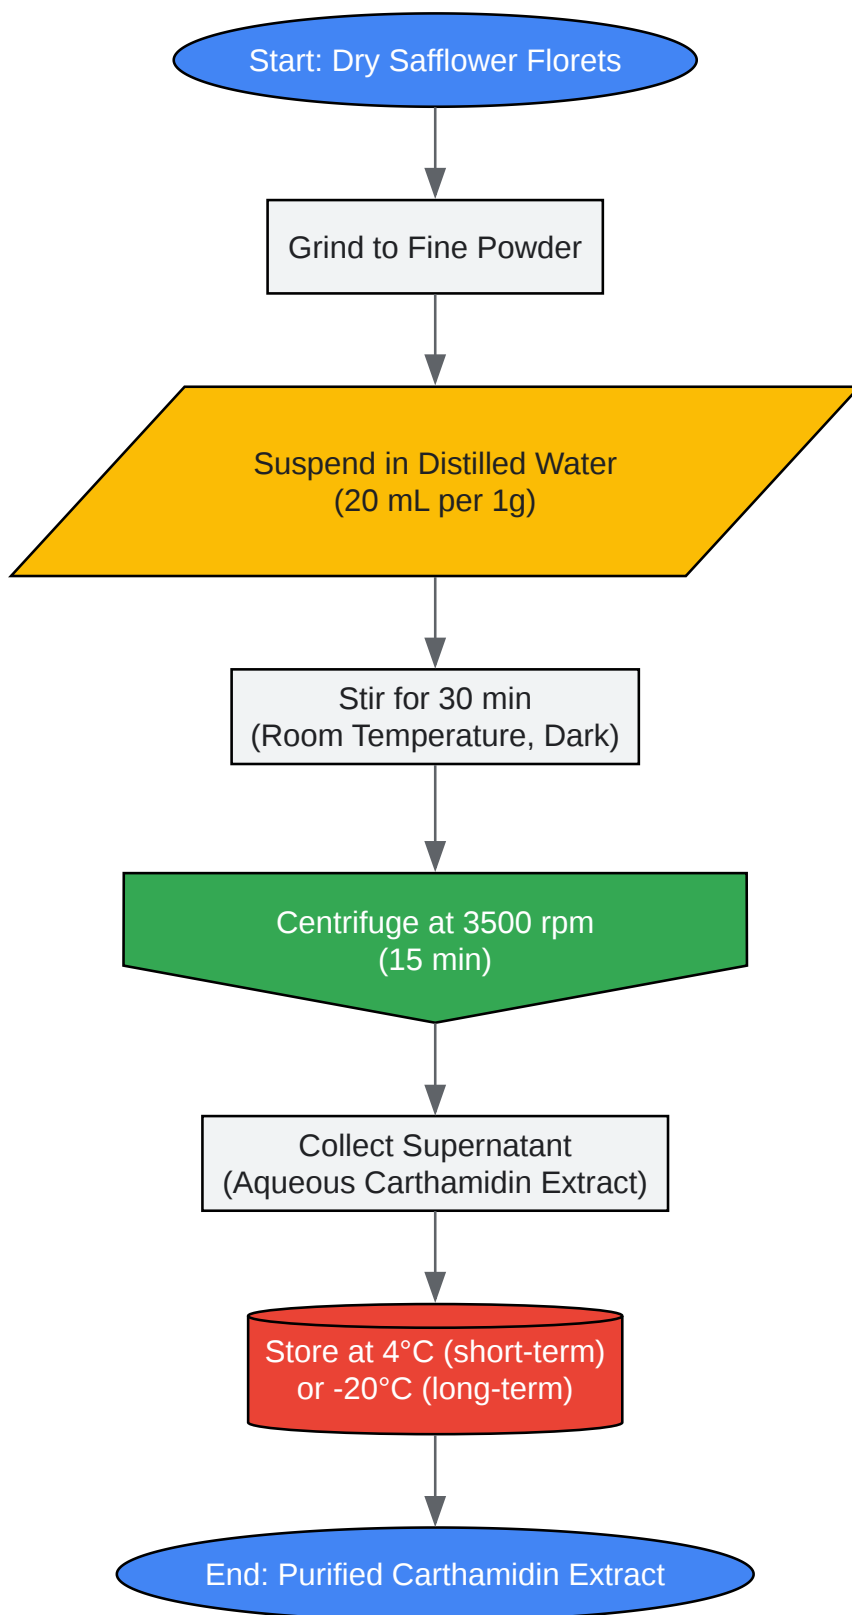 Start: Dry Safflower Florets
Grind to Fine Powder
Suspend in Distilled Water
(20 mL per 1g)
Stir for 30 min
(Room Temperature, Dark)
Centrifuge at 3500 rpm
(15 min)
Collect Supernatant
(Aqueous Carthamidin Extract)
Store at 4°C (short-term)
or -20°C (long-term)
End: Purified Carthamidin Extract